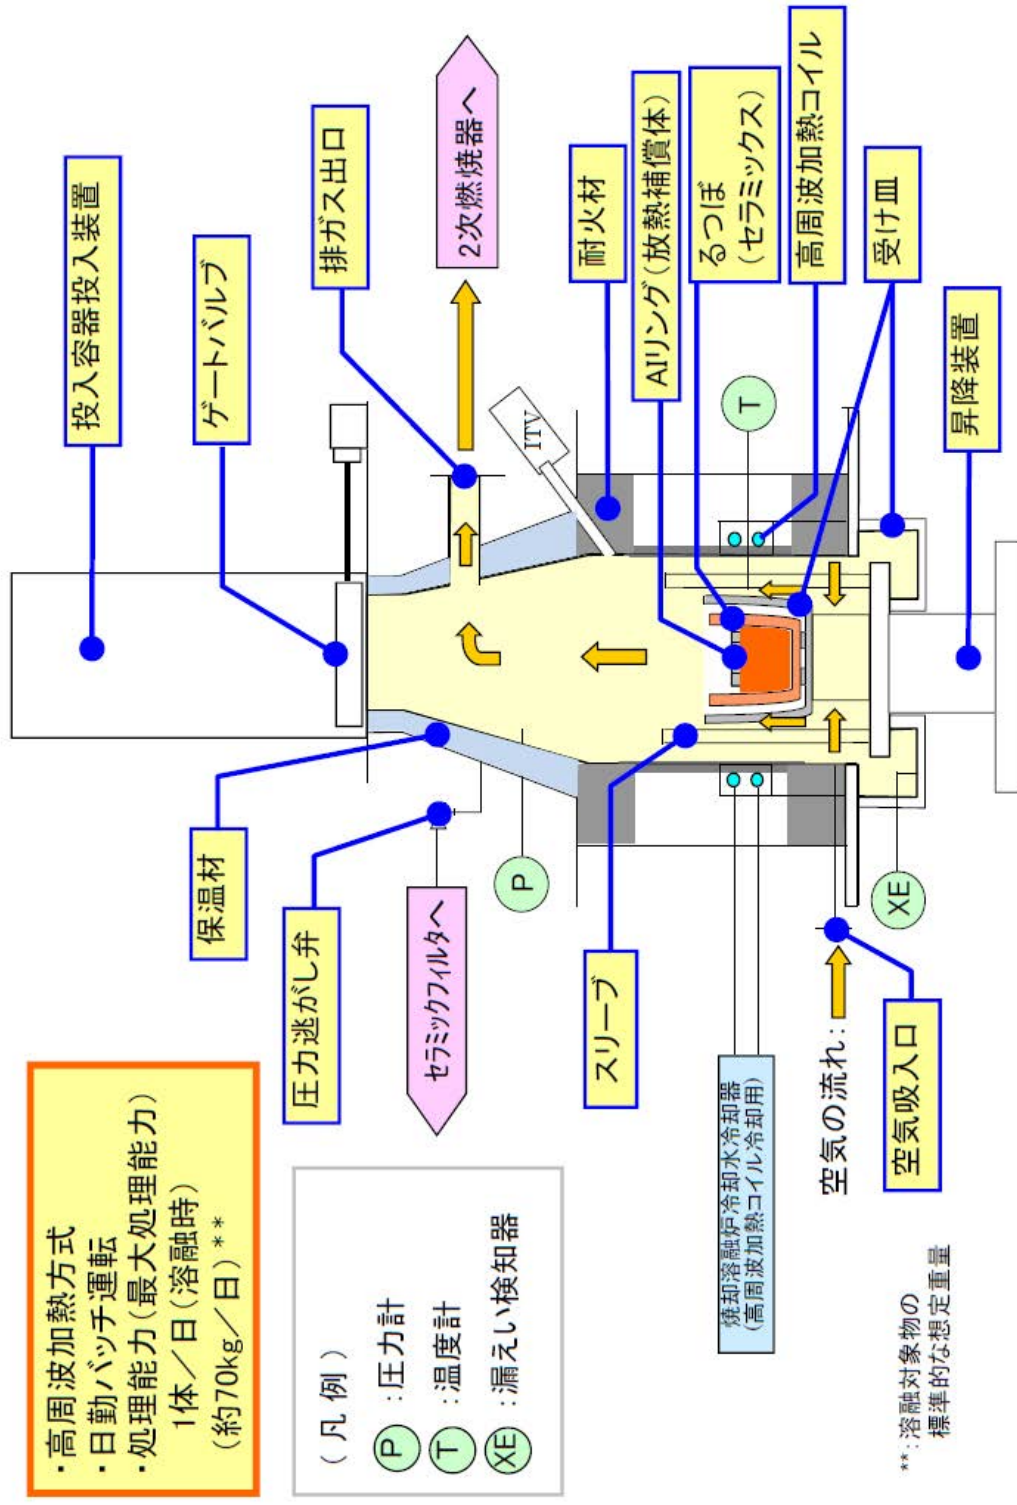 ・高周波加熱方式
・日勤バッチ運転
・処理能力(最大処理能力)
1体／日(溶融時)
(約70kg／日)**
(凡 例)
P :圧力計
T :温度計
XE :漏えい検知器
投入容器投入装置
ゲートバルブ
排ガス出口
2次燃焼器へ
保温材
圧力逃がし弁
セラミックフィルタへ
P
ITV
耐火材
AIリング(放熱補償体)
るつぼ
(セラミックス)
高周波加熱コイル
受け皿
昇降装置
T
XE
スリーブ
焼却溶融炉冷却水冷却器
(高周波加熱コイル冷却用)
空気の流れ:
空気吸入口
**:溶融対象物の
標準的な想定重量